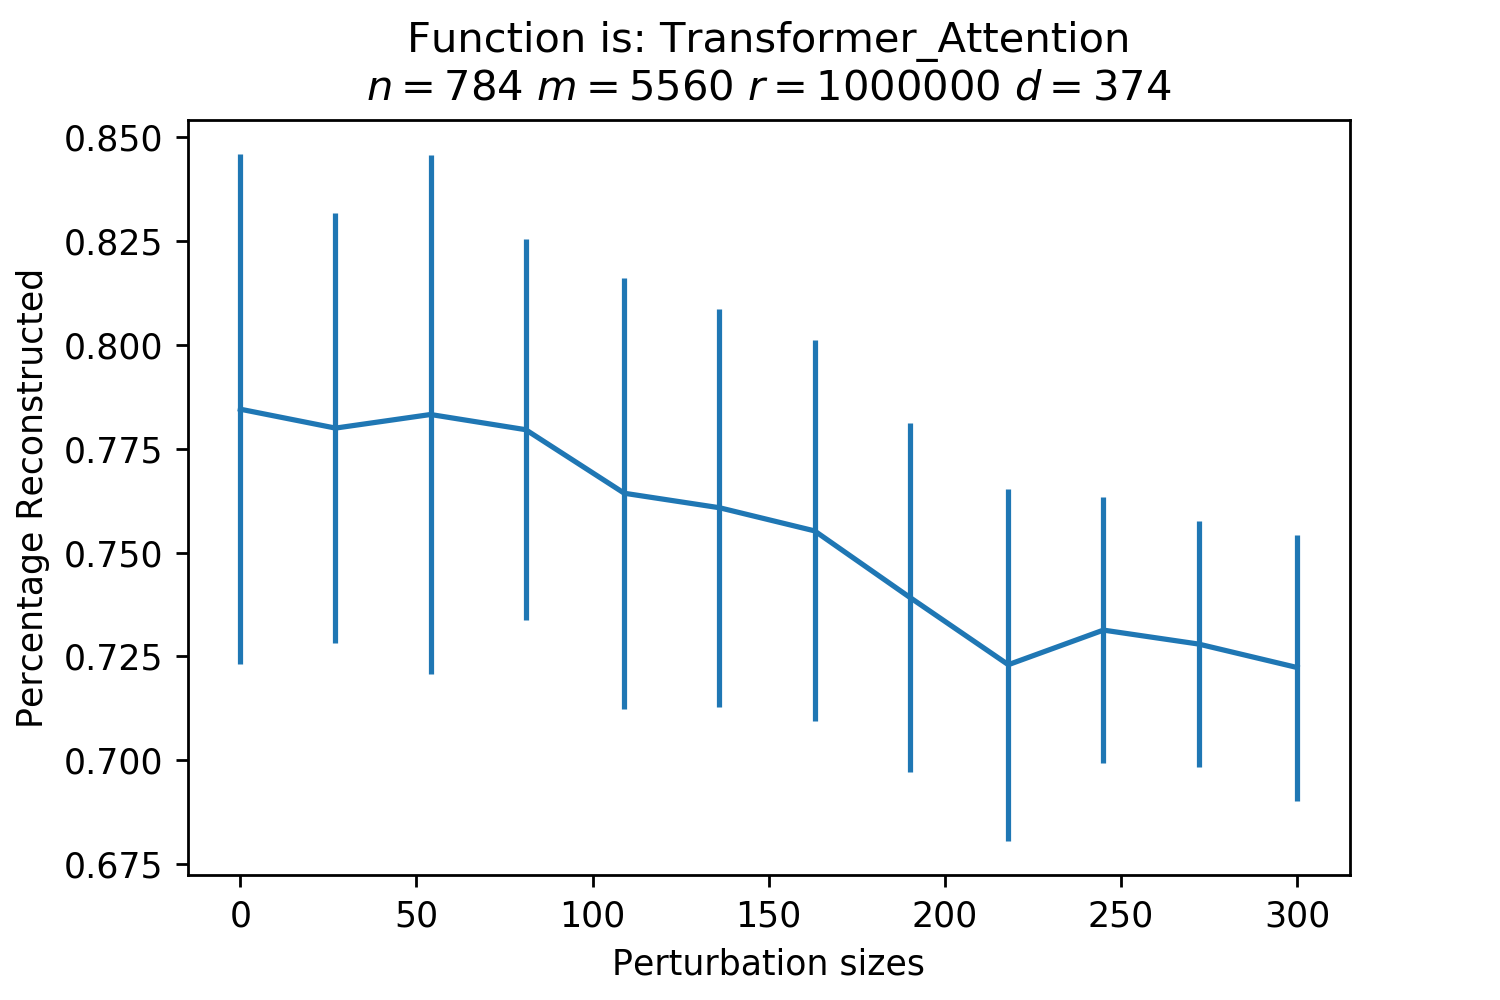 Function is: Transformer_Attention
n = 784 m = 5560 r = 1000000 d = 374
Percentage Reconstructed
0.850
0.825
0.800
0.775
0.750
0.725
0.700
0.675
0 50 100 150 200 250 300
Perturbation sizes